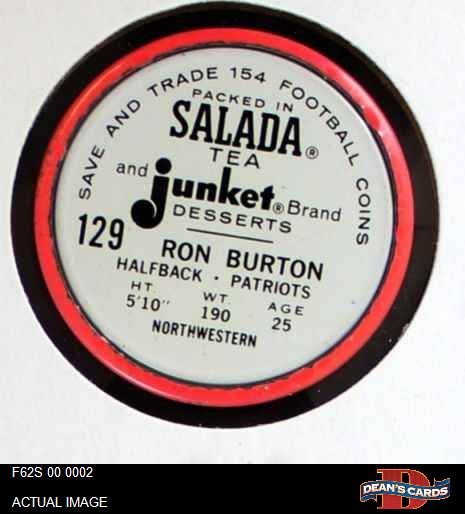 SAVE AND TRADE 154 FOOTBALL COINS
PACKED IN
SALADA®
TEA
and junket® Brand
DESSERTS
129
RON BURTON
HALFBACK · PATRIOTS
HT. WT. AGE
5'10" 190 25
NORTHWESTERN
F62S 00 0002
ACTUAL IMAGE
D
DEAN'S CARDS